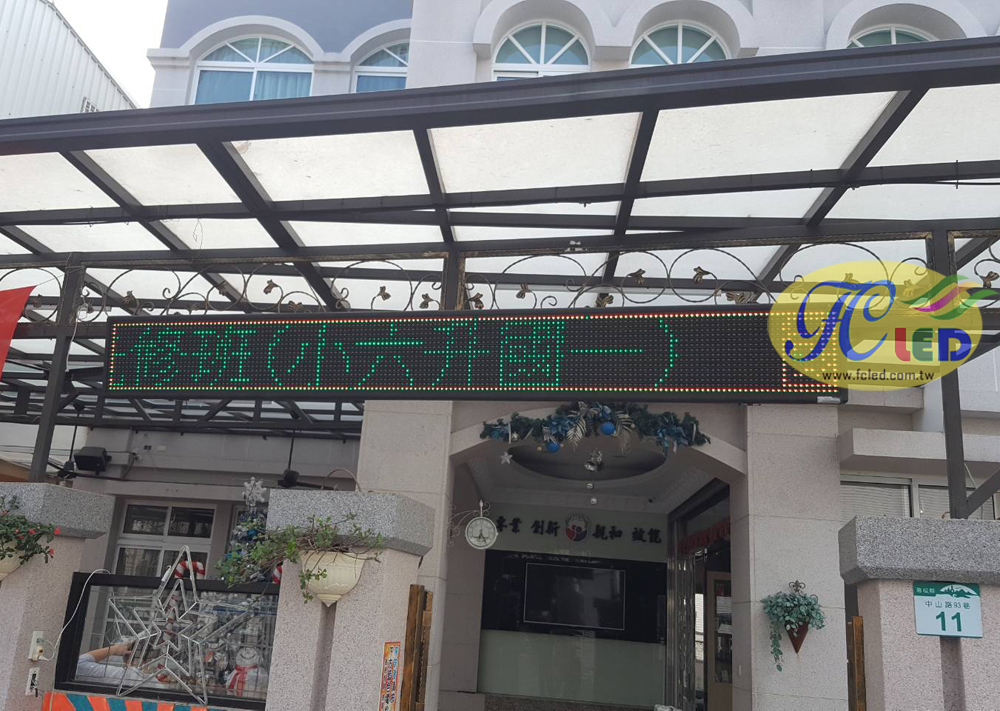 修班(小六升國一)
FC LED
www.fcled.com.tw
專業 創新 親和 效能
中山路93巷
11